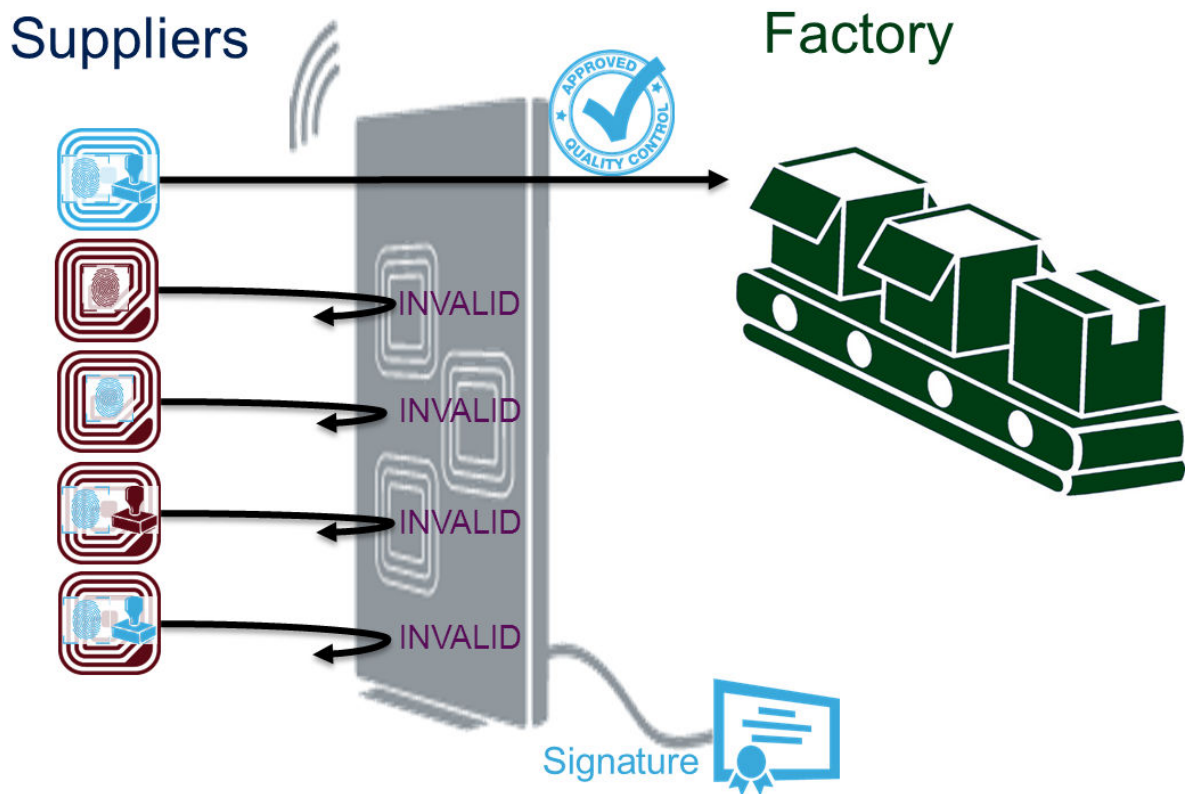 Suppliers
Factory
APPROVED
QUALITY CONTROL
INVALID
INVALID
INVALID
INVALID
Signature